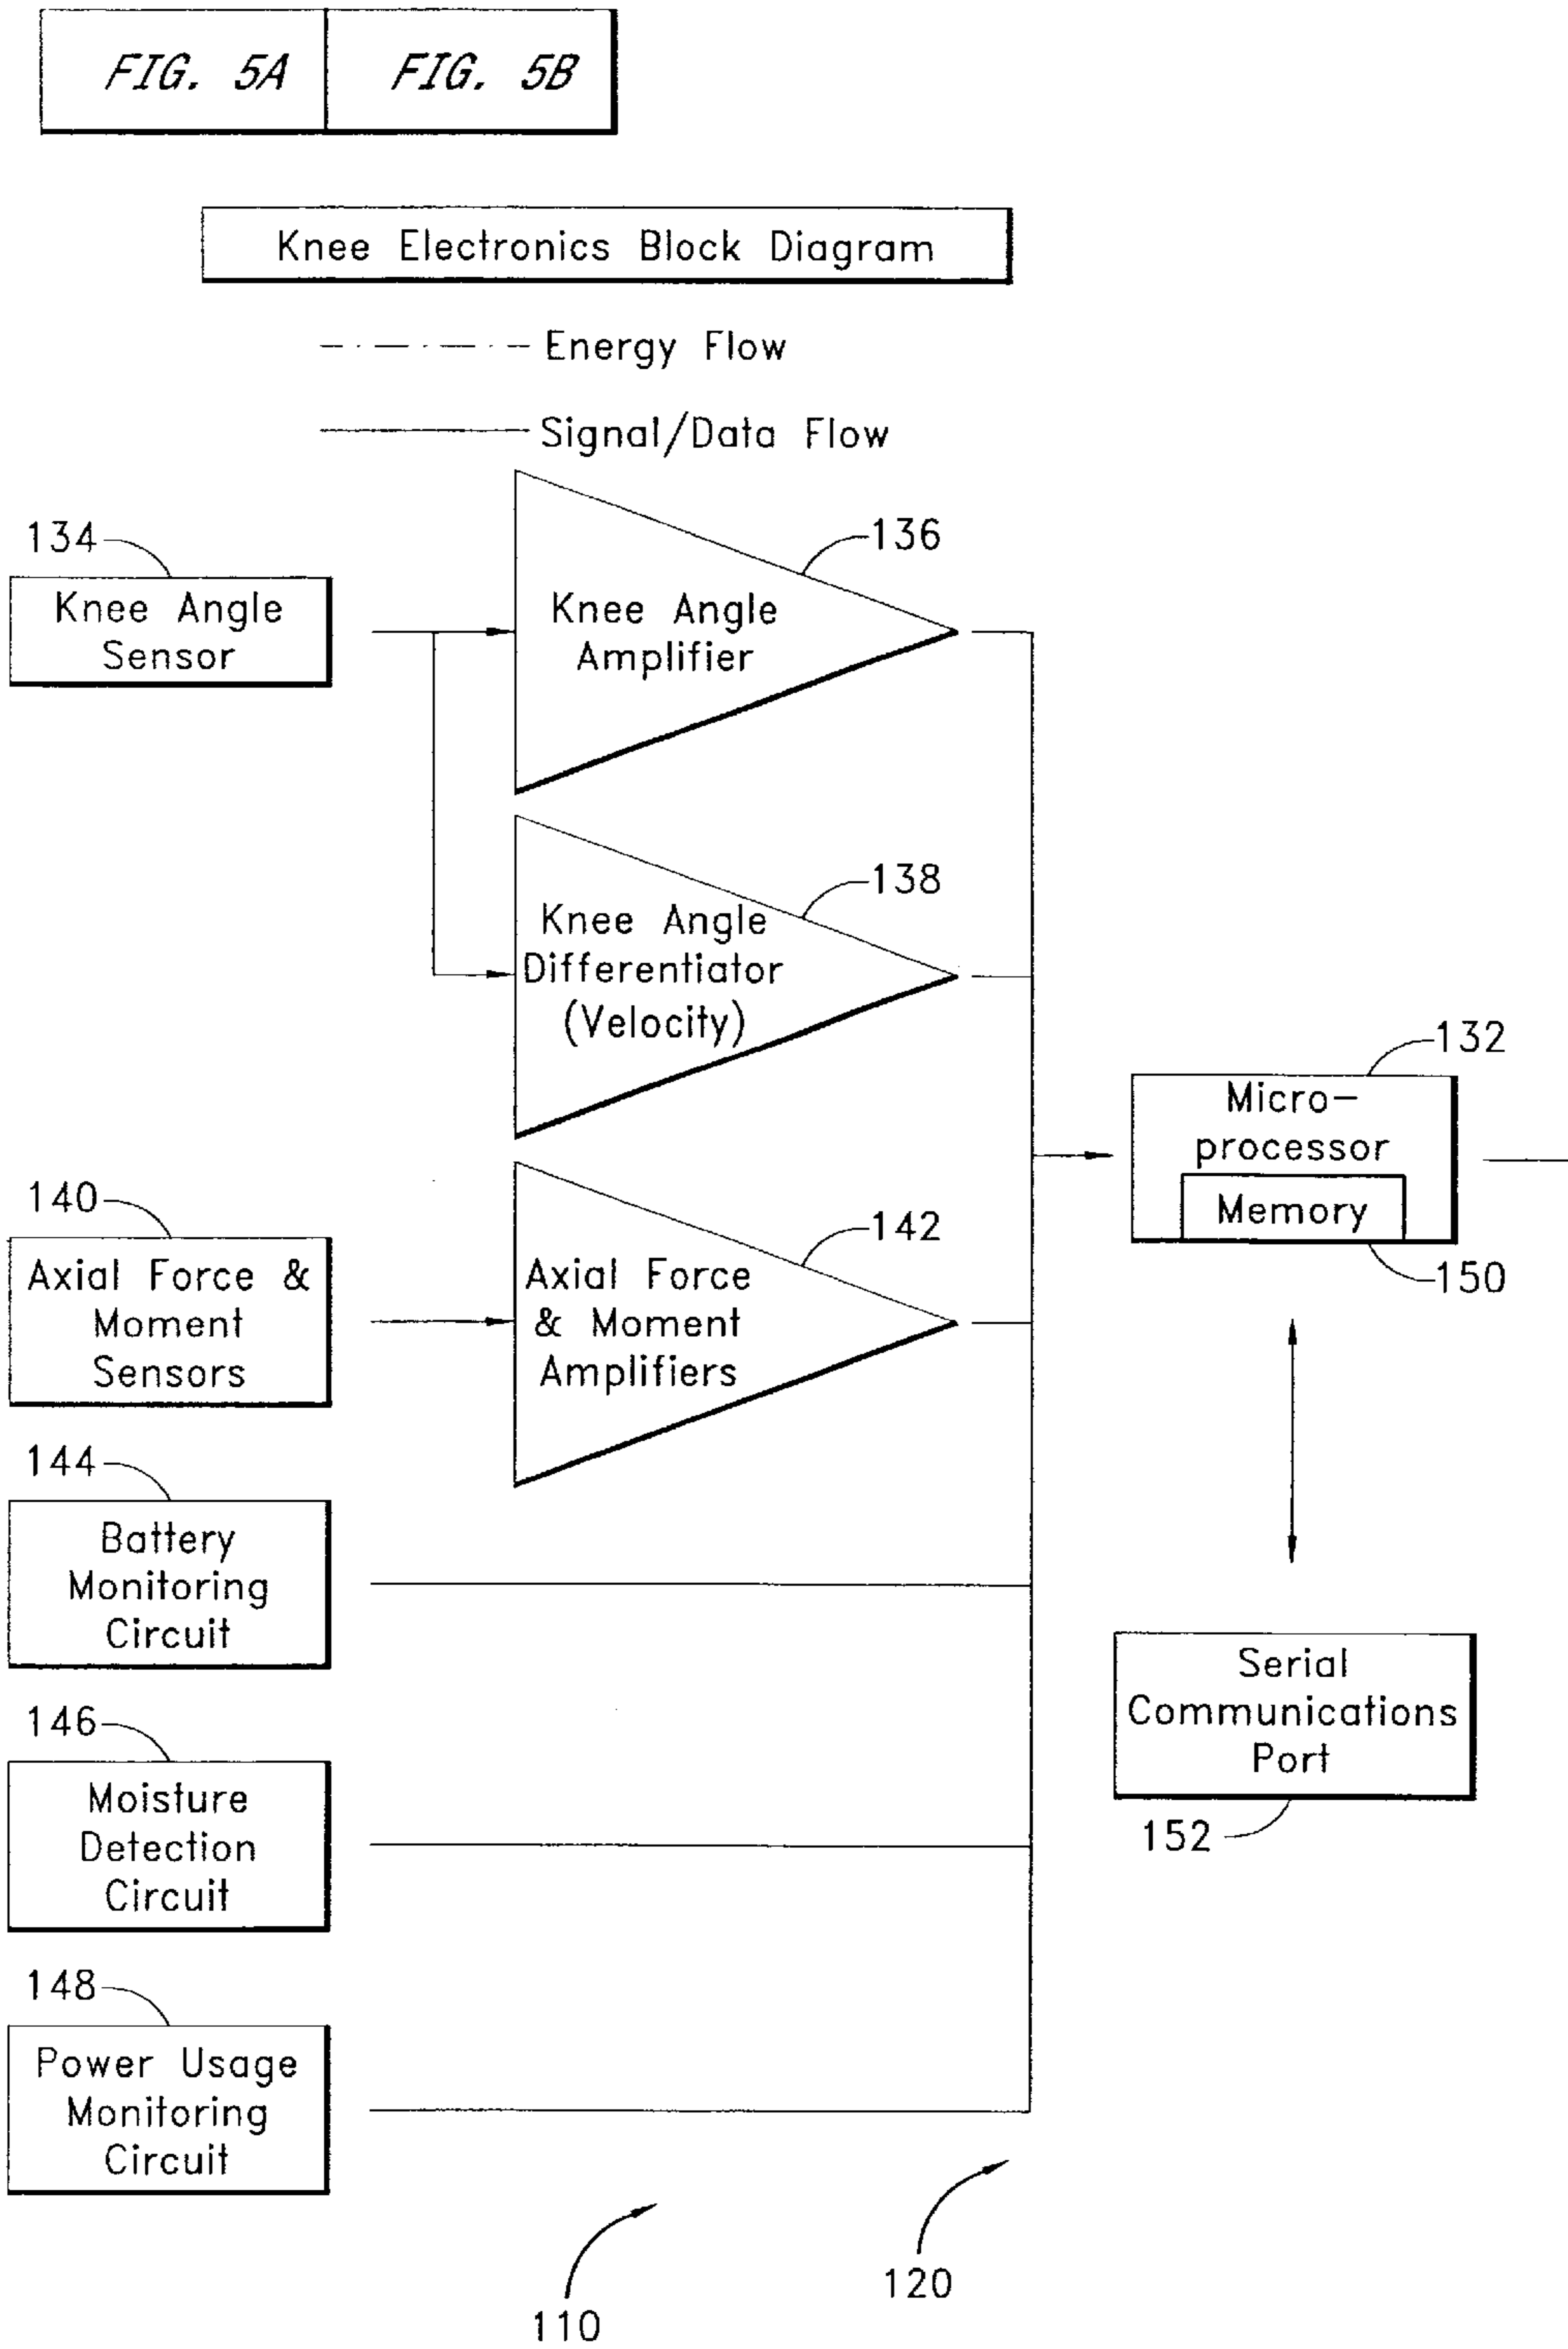 FIG. 5A FIG. 5B
Knee Electronics Block Diagram
Energy Flow
Signal/Data Flow
134
Knee Angle
Sensor
136
Knee Angle
Amplifier
138
Knee Angle
Differentiator
(Velocity)
132
Micro-
processor
Memory
150
140
Axial Force &
Moment
Sensors
142
Axial Force
& Moment
Amplifiers
144
Battery
Monitoring
Circuit
Serial
Communications
Port
152
146
Moisture
Detection
Circuit
148
Power Usage
Monitoring
Circuit
110
120